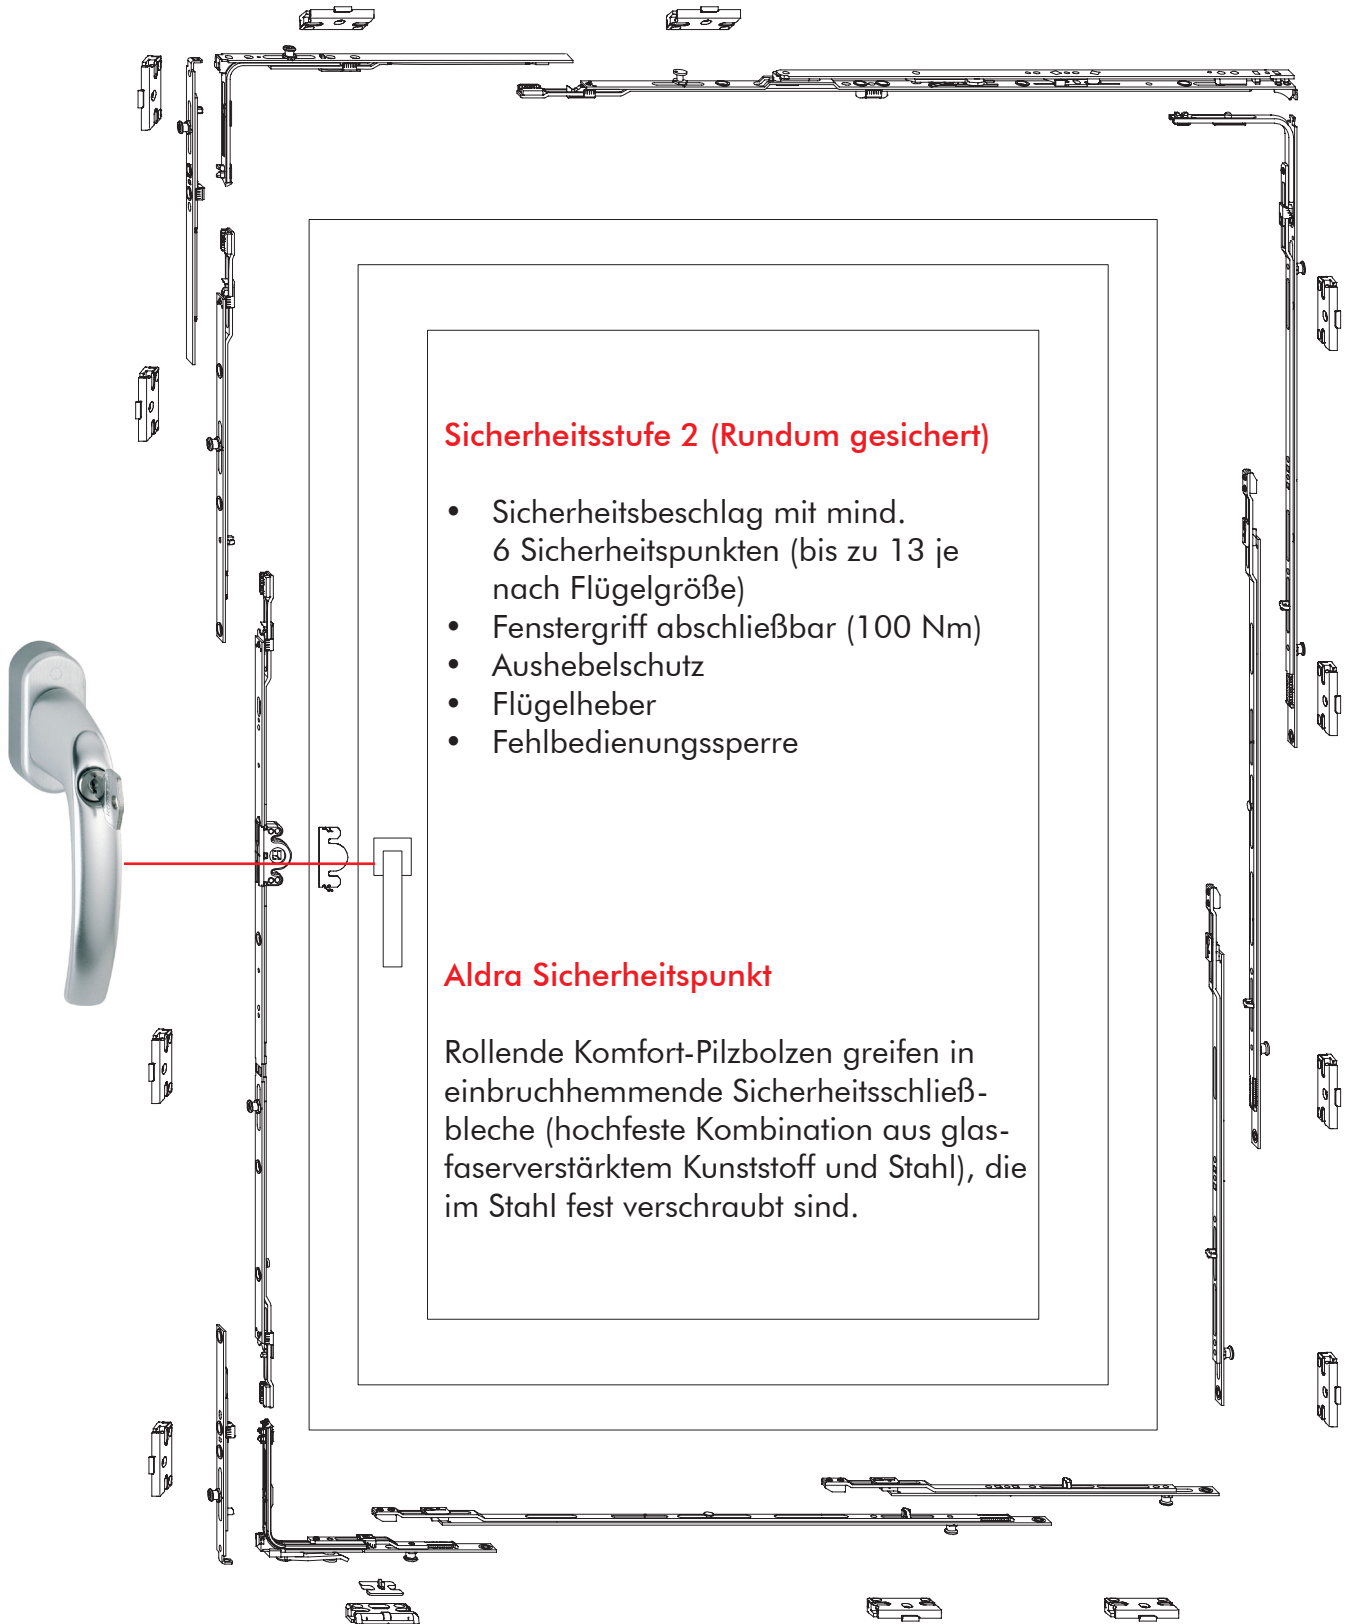 Sicherheitsstufe 2 (Rundum gesichert)
• Sicherheitsbeschlag mit mind.
6 Sicherheitspunkten (bis zu 13 je
nach Flügelgröße)
• Fenstergriff abschließbar (100 Nm)
• Aushebelschutz
• Flügelheber
• Fehlbedienungssperre
Aldra Sicherheitspunkt
Rollende Komfort-Pilzbolzen greifen in
einbruchhemmende Sicherheitsschließ-
bleche (hochfeste Kombination aus glas-
faserverstärktem Kunststoff und Stahl), die
im Stahl fest verschraubt sind.